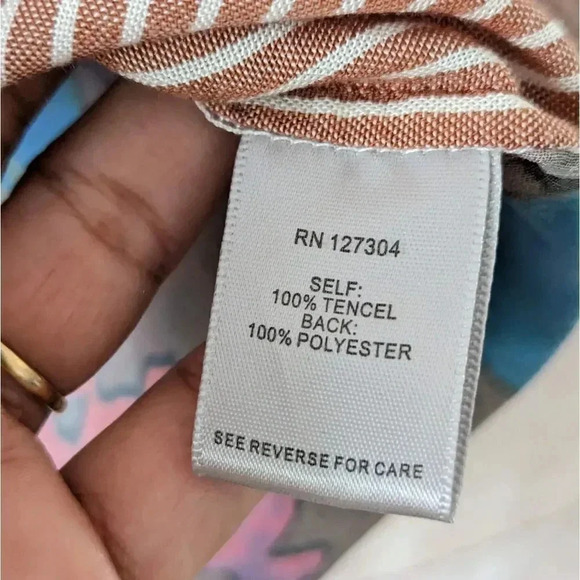 RN 127304
SELF:
100% TENCEL
BACK:
100% POLYESTER
SEE REVERSE FOR CARE